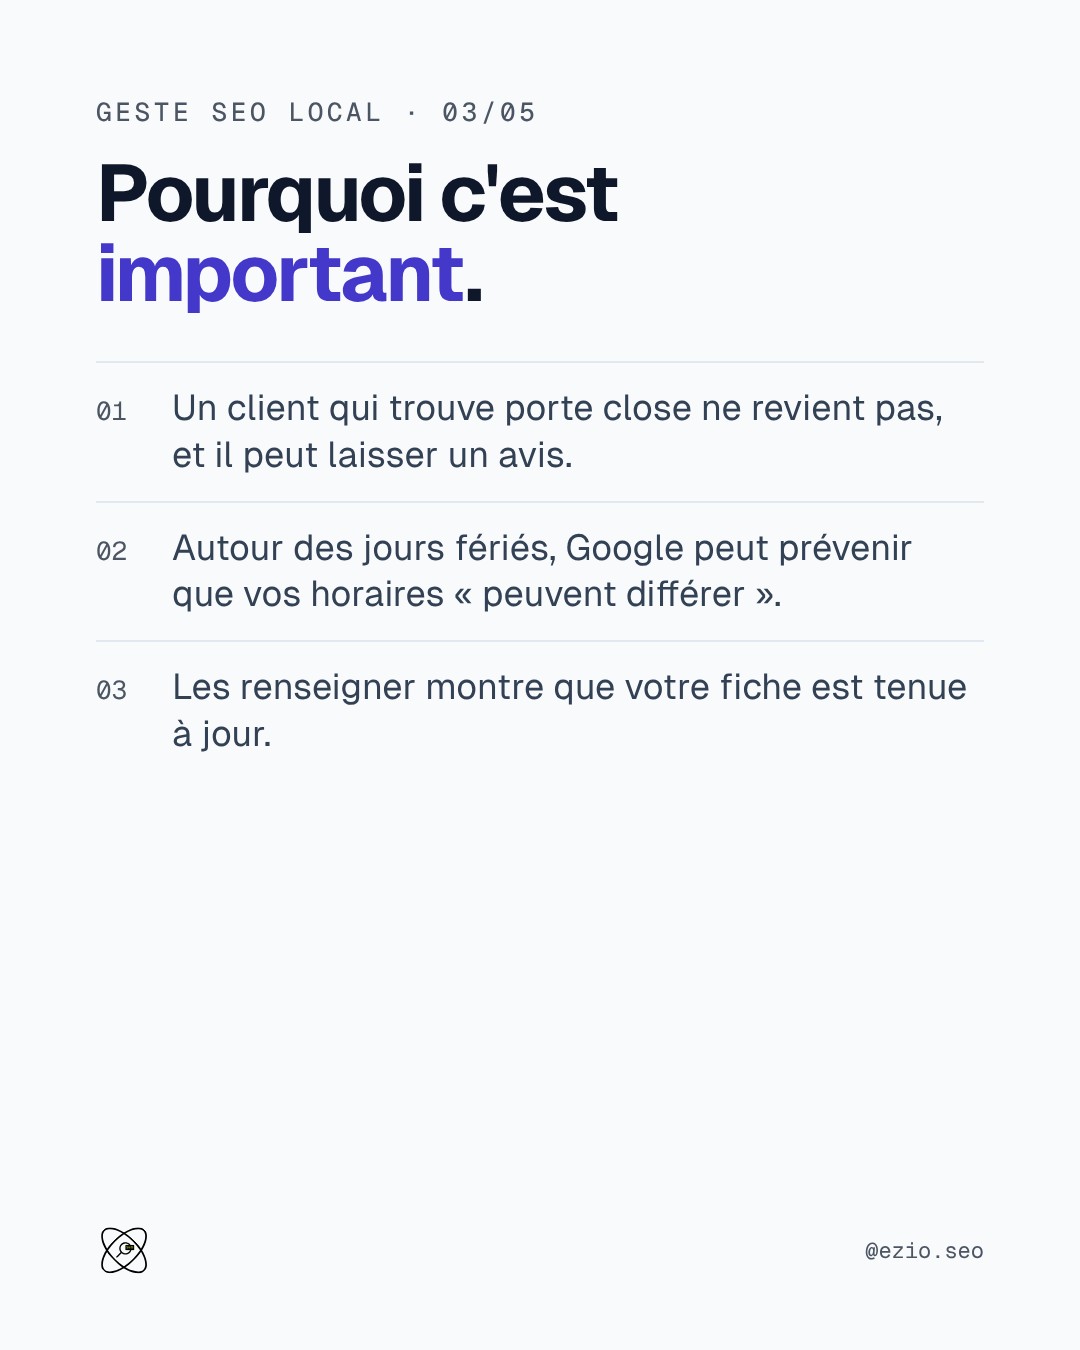 GESTE SEO LOCAL · 03/05
Pourquoi c'est
important.
01 Un client qui trouve porte close ne revient pas,
et il peut laisser un avis.
02 Autour des jours fériés, Google peut prévenir
que vos horaires « peuvent différer ».
03 Les renseigner montre que votre fiche est tenue
à jour.
@ezio.seo